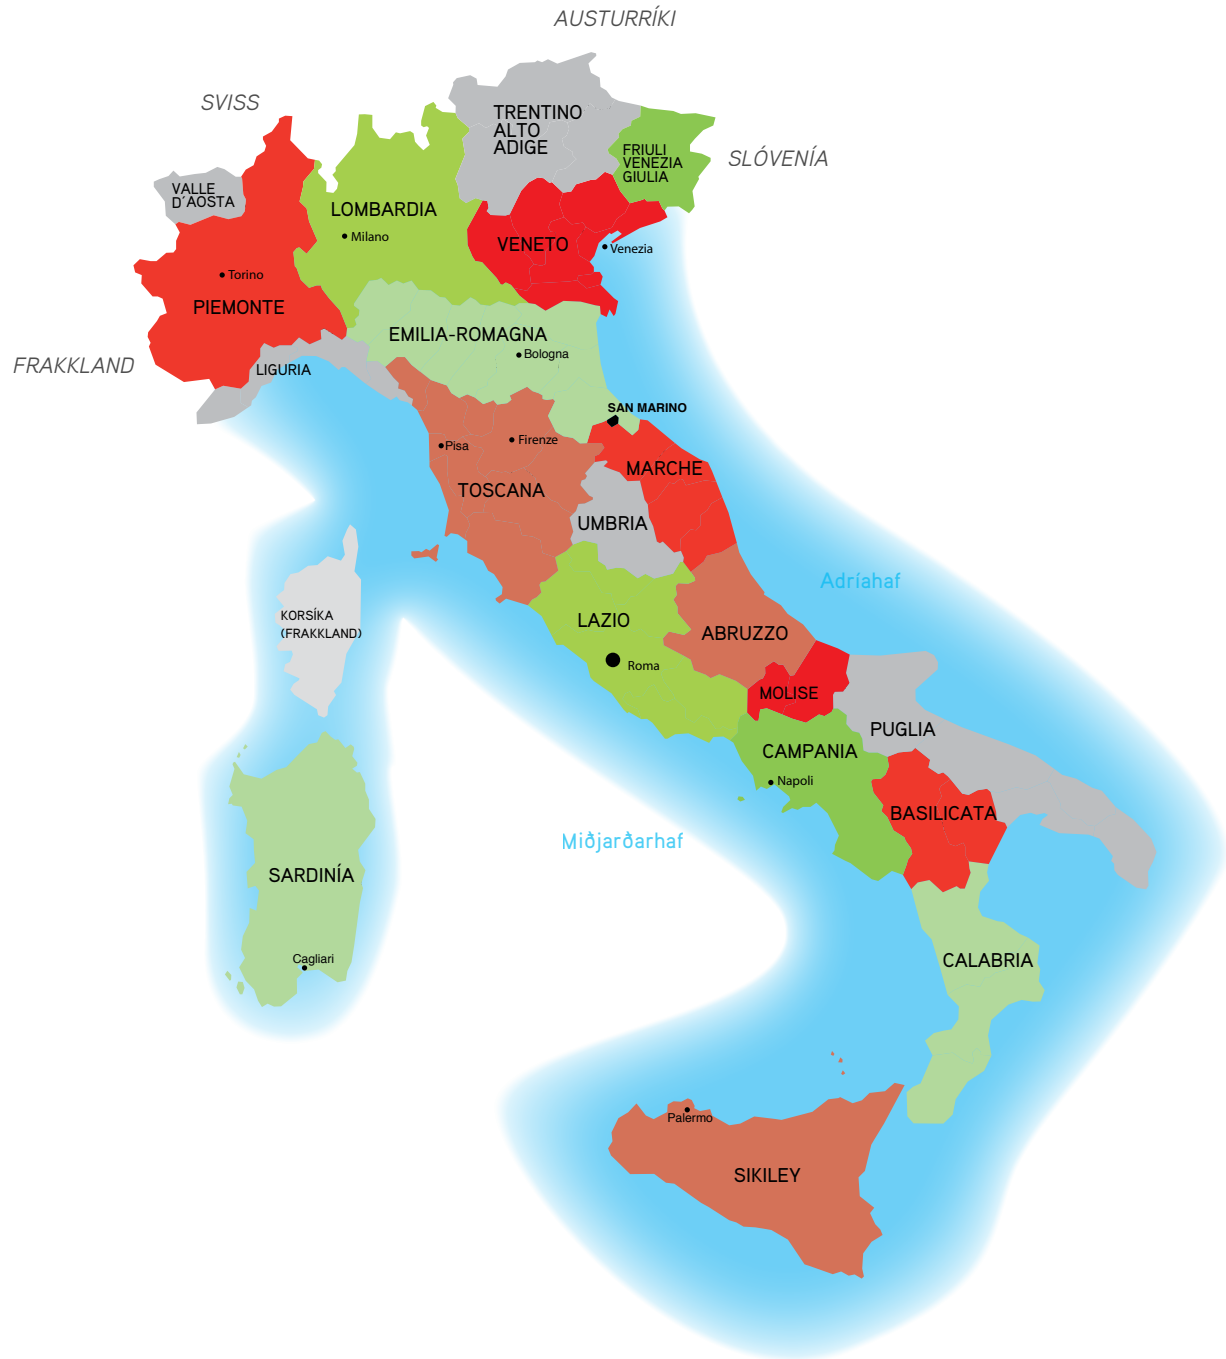 AUSTURRÍKI
SVISS
TRENTINO
ALTO
ADIGE
FRIULI
VENEZIA
GIULIA
SLÓVENÍA
VALLE
D´AOSTA
LOMBARDIA
Milano
VENETO
Venezia
Torino
PIEMONTE
EMILIA-ROMAGNA
Bologna
FRAKKLAND
LIGURIA
SAN MARINO
Pisa
Firenze
MARCHE
TOSCANA
UMBRIA
Adríahaf
KORSÍKA
(FRAKKLAND)
LAZIO
ABRUZZO
Roma
MOLISE
PUGLIA
CAMPANIA
Napoli
BASILICATA
Miðjarðarhaf
SARDINÍA
Cagliari
CALABRIA
Palermo
SIKILEY